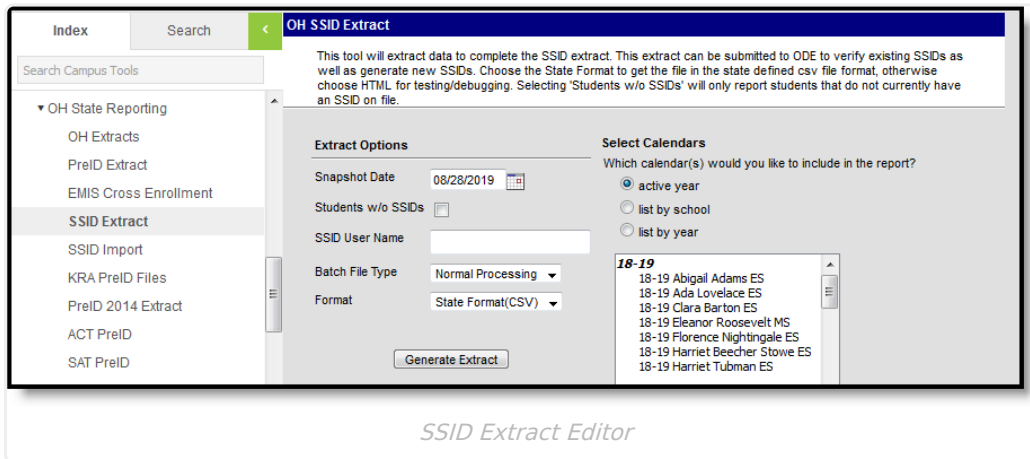 Index
Search
Search Campus Tools
OH State Reporting
OH Extracts
PreID Extract
EMIS Cross Enrollment
SSID Extract
SSID Import
KRA PreID Files
PreID 2014 Extract
ACT PreID
SAT PreID
OH SSID Extract
This tool will extract data to complete the SSID extract. This extract can be submitted to ODE to verify existing SSIDs as
well as generate new SSIDs. Choose the State Format to get the file in the state defined csv file format, otherwise
choose HTML for testing/debugging. Selecting 'Students w/o SSIDs' will only report students that do not currently have
an SSID on file.
Extract Options
Snapshot Date 08/28/2019
Students w/o SSIDs
SSID User Name
Batch File Type Normal Processing
Format State Format(CSV)
Generate Extract
Select Calendars
Which calendar(s) would you like to include in the report?
active year
list by school
list by year
18-19
18-19 Abigail Adams ES
18-19 Ada Lovelace ES
18-19 Clara Barton ES
18-19 Eleanor Roosevelt MS
18-19 Florence Nightingale ES
18-19 Harriet Beecher Stowe ES
18-19 Harriet Tubman ES
SSID Extract Editor